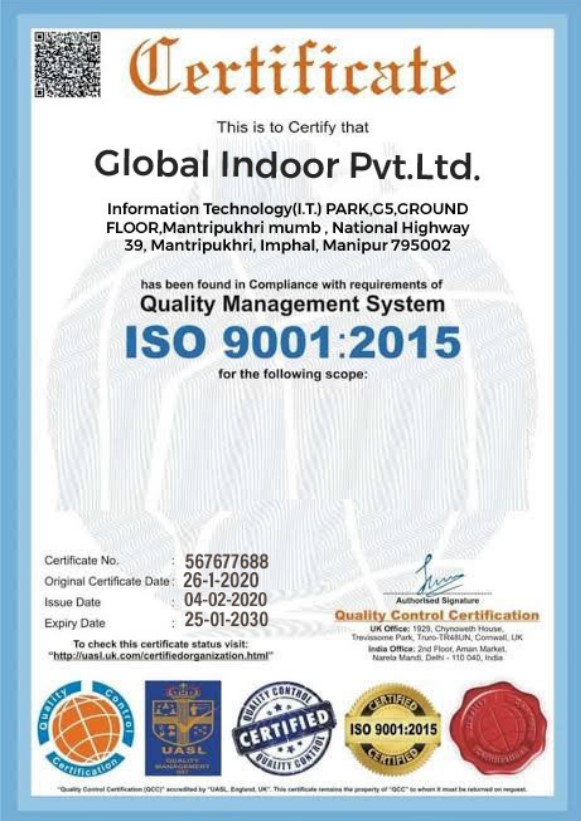 Certificate
This is to Certify that
Global Indoor Pvt.Ltd.
Information Technology(I.T.) PARK,G5,GROUND
FLOOR,Mantripukhri mumb , National Highway
39, Mantripukhri, Imphal, Manipur 795002
has been found in Compliance with requirements of
Quality Management System
ISO 9001:2015
for the following scope:
Certificate No. : 567677688
Original Certificate Date : 26-1-2020
Issue Date : 04-02-2020
Expiry Date : 25-01-2030
To check this certificate status visit:
"http://uasl.uk.com/certifiedorganization.html"
Authorised Signature
Quality Control Certification
UK Office: 1929, Chynoweth House,
Trevissome Park, Truro-TR48UN, Cornwall, UK
India Office: 2nd Floor, Aman Market,
Narela Mandi, Delhi - 110 040, India
Quality Control
Certification
UASL
QUALITY
MANAGEMENT
QUALITY CONTROL
CERTIFIED
QUALITY CONTROL
CERTIFIED
ISO 9001:2015
CERTIFIED
"Quality Control Certification (QCC)" accredited by "UASL, England, UK". This certificate remains the property of "QCC" to whom it must be returned on request.